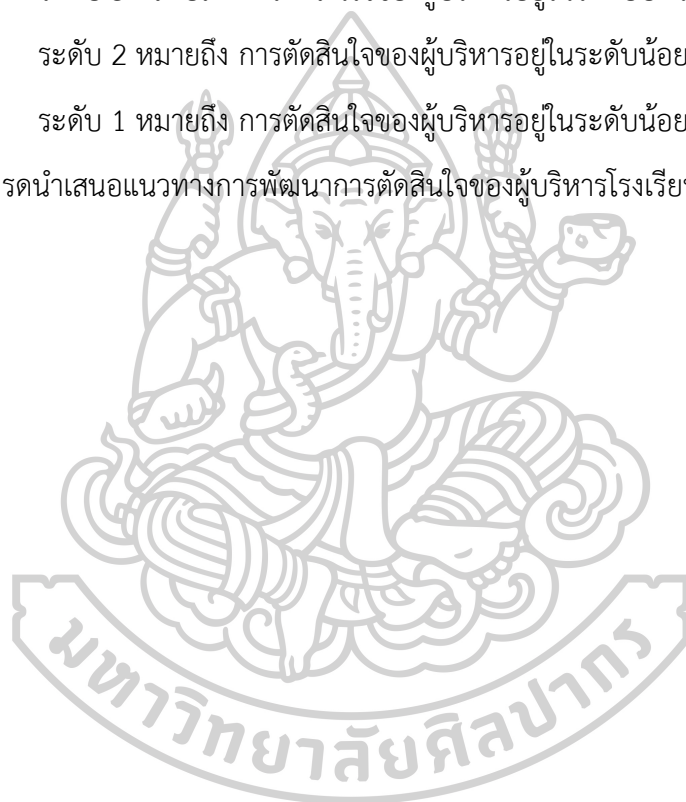 ระดับ 2 หมายถึง การตัดสินใจของผู้บริหารอยู่ในระดับน้อย
ระดับ 1 หมายถึง การตัดสินใจของผู้บริหารอยู่ในระดับน้อย
รดนำเสนอแนวทางการพัฒนาการตัดสินใจของผู้บริหารโรงเรีย
มหาวิทยาลัยศิลปากร